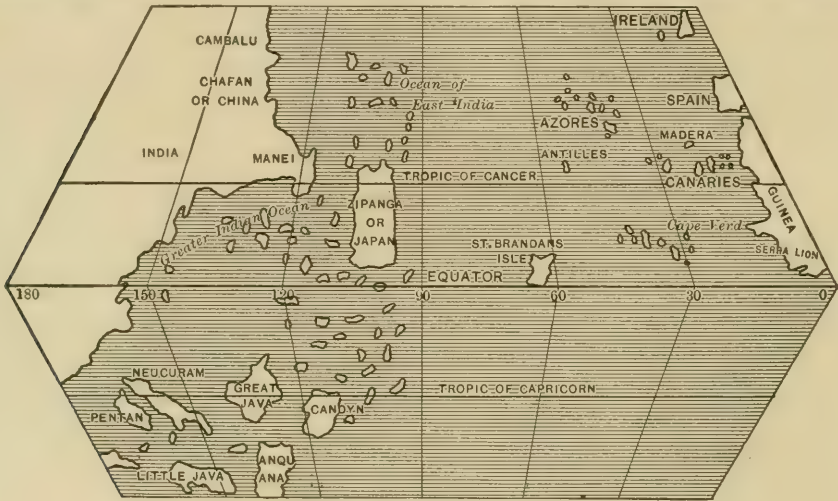 IRELAND
CAMBALU
CHAFAN
OR CHINA
Ocean of
East India
SPAIN
AZORES
MADERA
INDIA
MANEI
ANTILLES
TROPIC OF CANCER
CANARIES
ZIPANGA
OR
JAPAN
GUINEA
Greater Indian Ocean
Cape Verd
ST. BRANDANS
ISLE
SERRA LION
EQUATOR
180
150
120
90
60
30
0
NEUCURAM
GREAT
JAVA
TROPIC OF CAPRICORN
PENTAN
CANDYN
LITTLE JAVA
ANGU
ANA